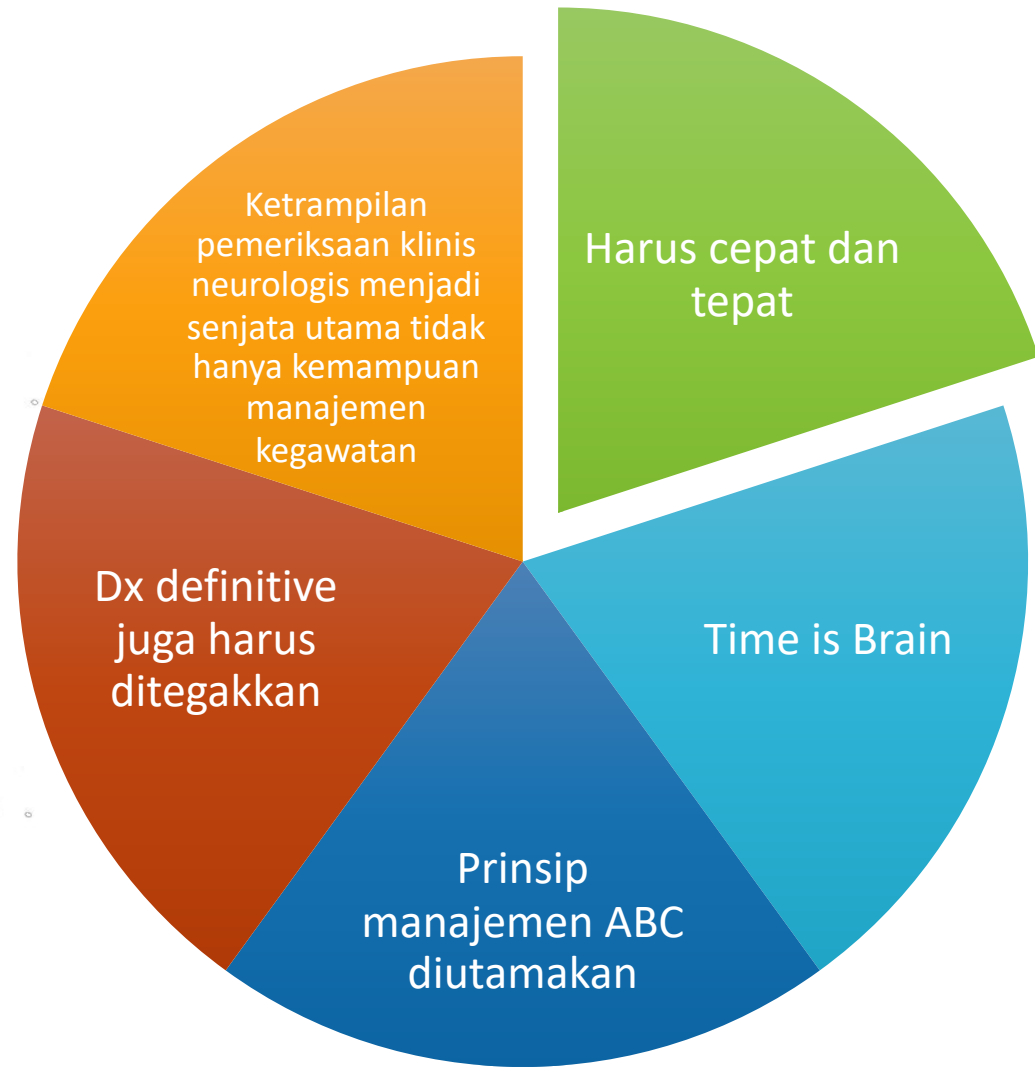 Harus cepat dan
tepat
Time is Brain
Prinsip
manajemen ABC
diutamakan
Dx definitive
juga harus
ditegakkan
Ketrampilan
pemeriksaan klinis
neurologis menjadi
senjata utama tidak
hanya kemampuan
manajemen
kegawatan